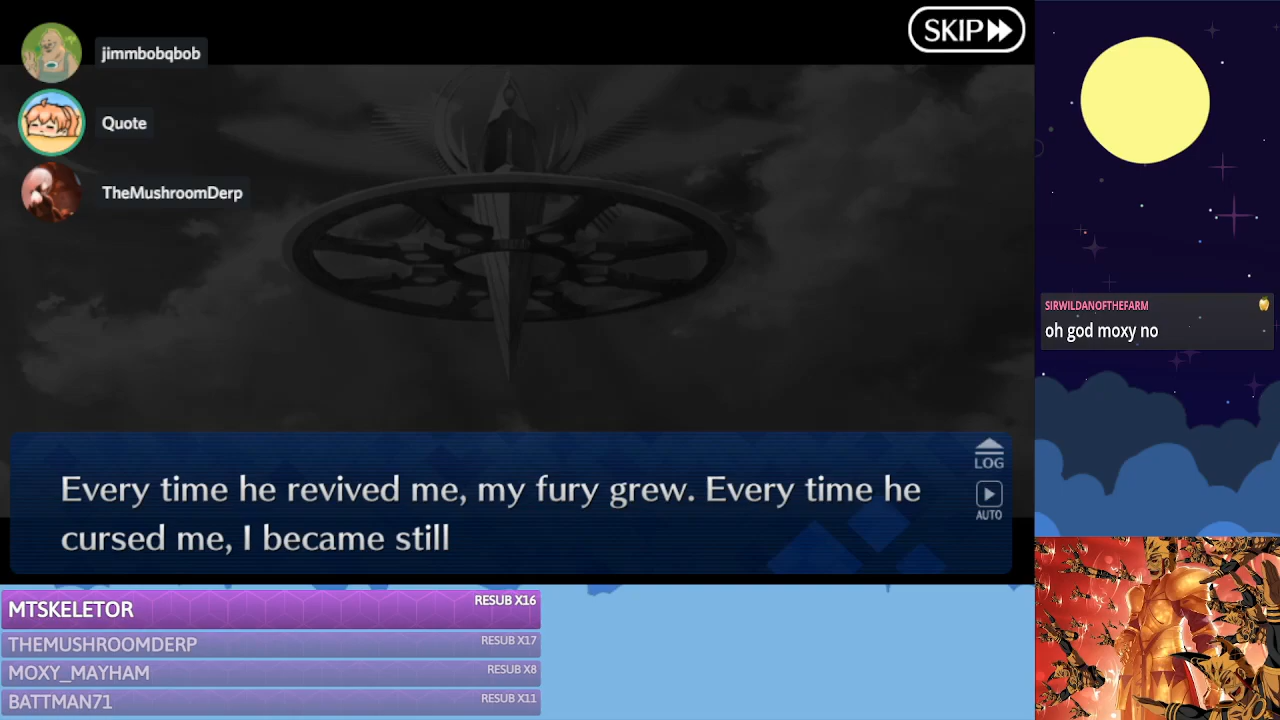 jimmbobqbob
SKIP
Quote
TheMushroomDerp
SIRWILDANOFTHEFARM
oh god moxy no
Every time he revived me, my fury grew. Every time he
cursed me, I became still
LOG
AUTO
MTSKELETOR RESUB X16
THEMUSHROOMDERP RESUB X17
MOXY_MAYHAM RESUB X8
BATTMAN71 RESUB X11